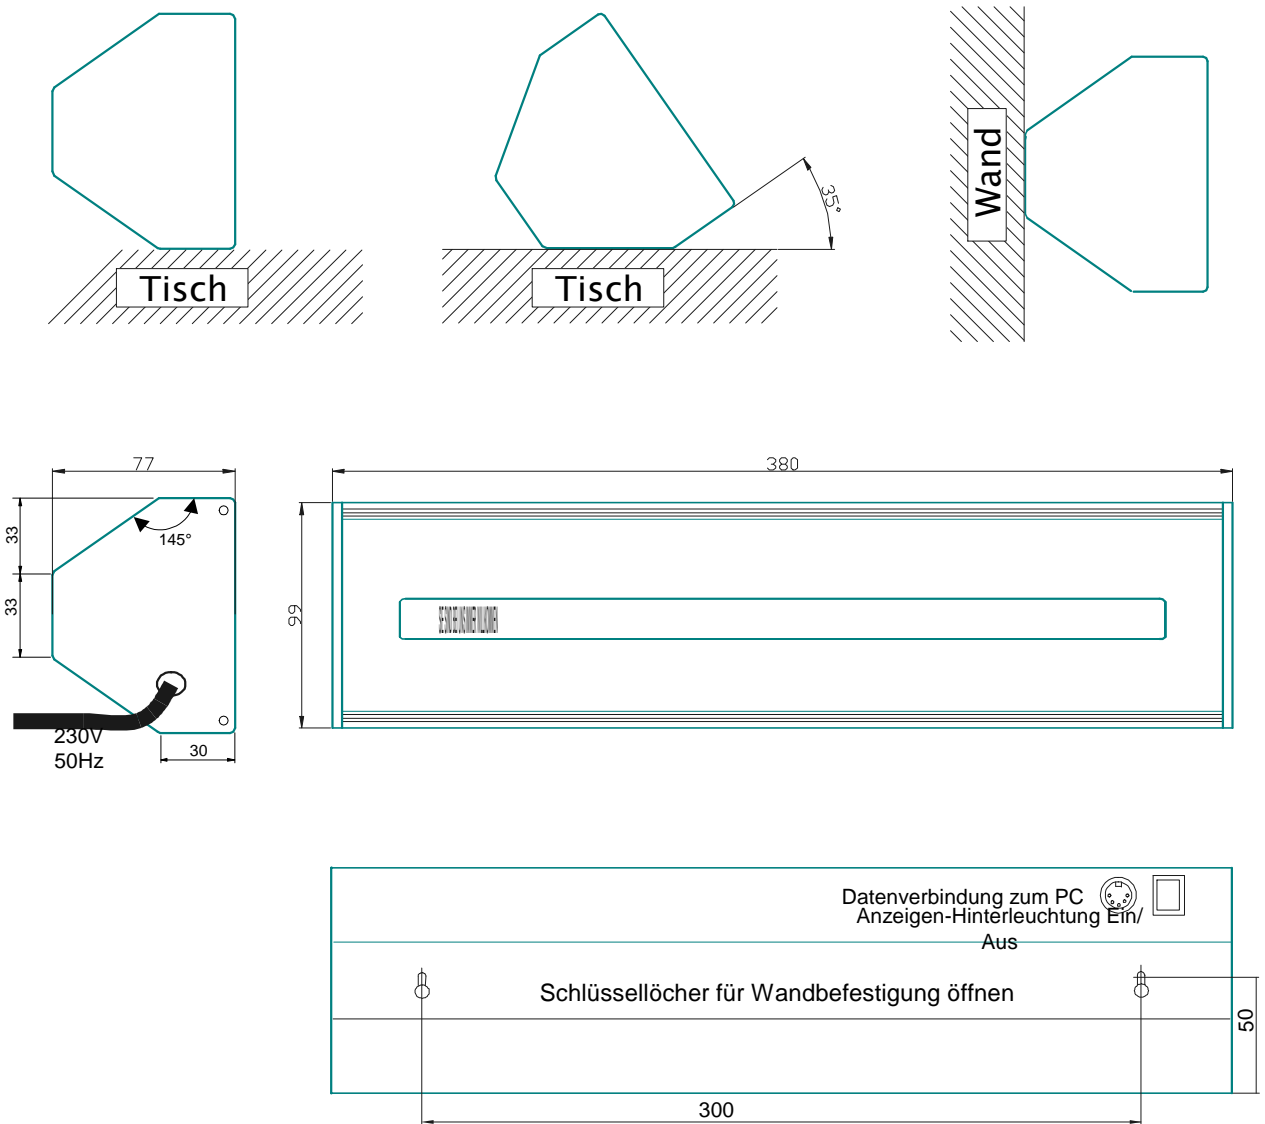 Tisch
Tisch
35°
Wand
77
380
145°
33
33
99
230V
50Hz
30
Datenverbindung zum PC
Anzeigen-Hinterleuchtung Ein/
Aus
Schlüssellöcher für Wandbefestigung öffnen
50
300